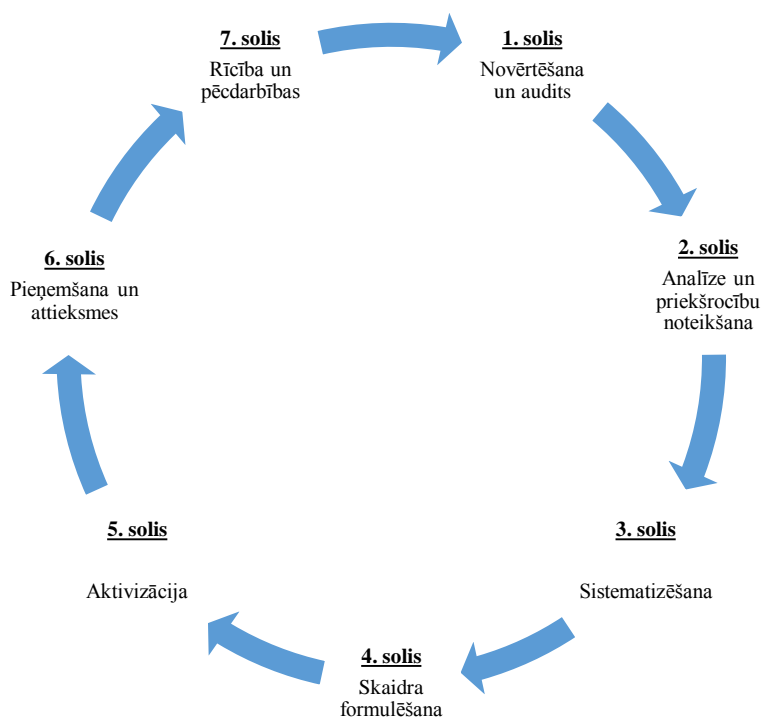 1. solis
Novērtēšana
un audits
2. solis
Analīze un
priekšrocību
noteikšana
3. solis
Sistematizēšana
4. solis
Skaidra
formulēšana
5. solis
Aktivizācija
6. solis
Pieņemšana un
attieksmes
7. solis
Rīcība un
pēcdarbības